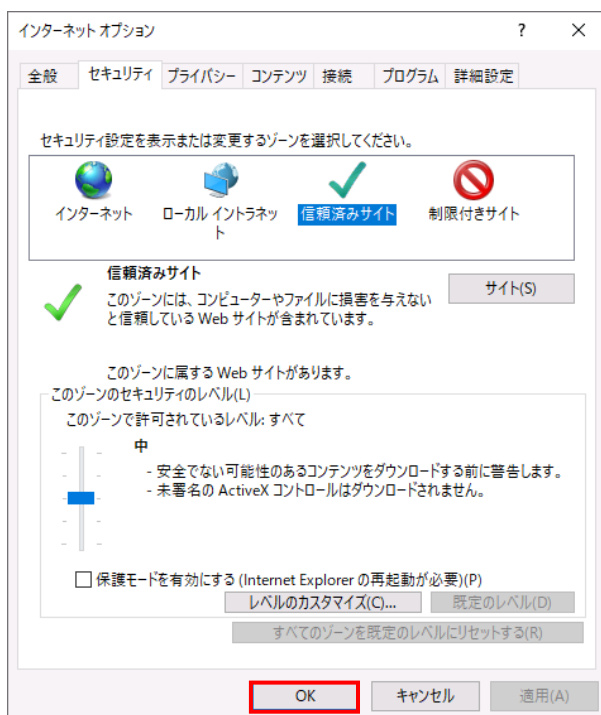 インターネット オプション ? ×
全般 セキュリティ プライバシー コンテンツ 接続 プログラム 詳細設定
セキュリティ設定を表示または変更するゾーンを選択してください。
インターネット ローカル イントラネッ 信頼済みサイト 制限付きサイト
ト
信頼済みサイト
サイト(S)
このゾーンには、コンピューターやファイルに損害を与えない
と信頼している Web サイトが含まれています。
このゾーンに属する Web サイトがあります。
このゾーンのセキュリティのレベル(L)
このゾーンで許可されているレベル: すべて
中
- 安全でない可能性のあるコンテンツをダウンロードする前に警告します。
- 未署名の ActiveX コントロールはダウンロードされません。
保護モードを有効にする (Internet Explorer の再起動が必要)(P)
レベルのカスタマイズ(C)... 既定のレベル(D)
すべてのゾーンを既定のレベルにリセットする(R)
OK キャンセル 適用(A)